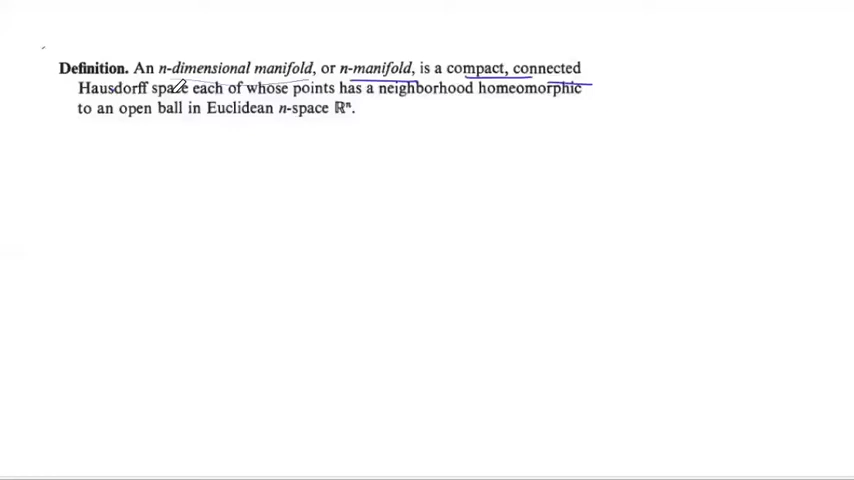 Definition. An n-dimensional manifold, or n-manifold, is a compact, connected
Hausdorff space each of whose points has a neighborhood homeomorphic
to an open ball in Euclidean n-space ℝⁿ.